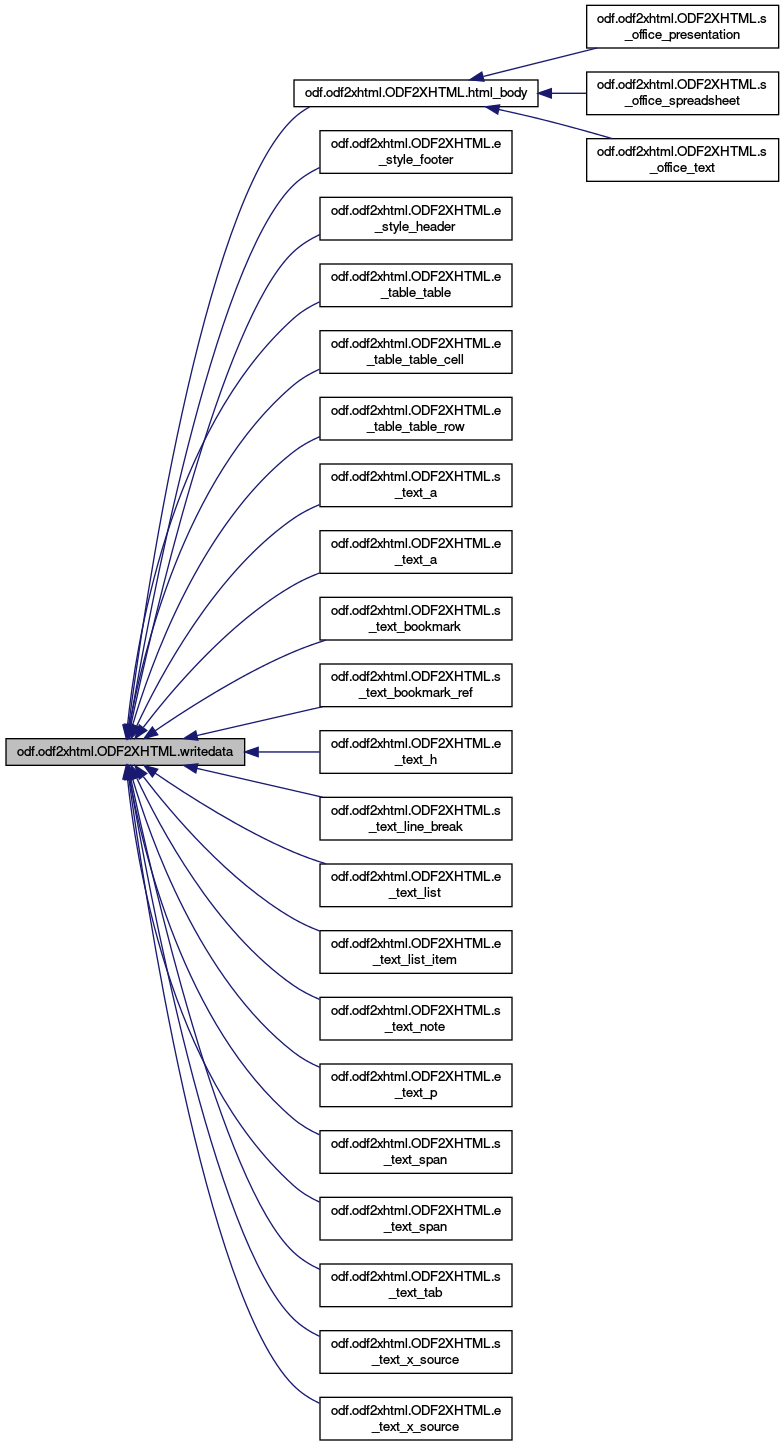 odf.odf2xhtml.ODF2XHTML.s
_office_presentation
odf.odf2xhtml.ODF2XHTML.html_body
odf.odf2xhtml.ODF2XHTML.s
_office_spreadsheet
odf.odf2xhtml.ODF2XHTML.s
_office_text
odf.odf2xhtml.ODF2XHTML.e
_style_footer
odf.odf2xhtml.ODF2XHTML.e
_style_header
odf.odf2xhtml.ODF2XHTML.e
_table_table
odf.odf2xhtml.ODF2XHTML.e
_table_table_cell
odf.odf2xhtml.ODF2XHTML.e
_table_table_row
odf.odf2xhtml.ODF2XHTML.s
_text_a
odf.odf2xhtml.ODF2XHTML.e
_text_a
odf.odf2xhtml.ODF2XHTML.s
_text_bookmark
odf.odf2xhtml.ODF2XHTML.s
_text_bookmark_ref
odf.odf2xhtml.ODF2XHTML.writedata
odf.odf2xhtml.ODF2XHTML.e
_text_h
odf.odf2xhtml.ODF2XHTML.s
_text_line_break
odf.odf2xhtml.ODF2XHTML.e
_text_list
odf.odf2xhtml.ODF2XHTML.e
_text_list_item
odf.odf2xhtml.ODF2XHTML.s
_text_note
odf.odf2xhtml.ODF2XHTML.e
_text_p
odf.odf2xhtml.ODF2XHTML.s
_text_span
odf.odf2xhtml.ODF2XHTML.e
_text_span
odf.odf2xhtml.ODF2XHTML.s
_text_tab
odf.odf2xhtml.ODF2XHTML.s
_text_x_source
odf.odf2xhtml.ODF2XHTML.e
_text_x_source